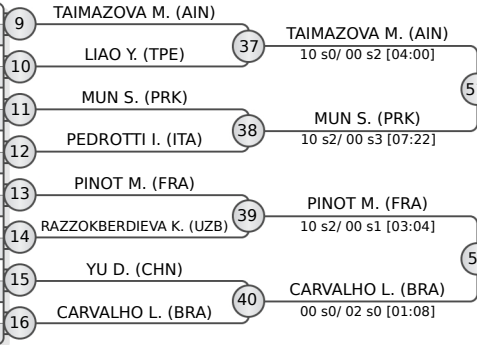 9
TAIMAZOVA M. (AIN)
10
LIAO Y. (TPE)
37
TAIMAZOVA M. (AIN)
10 s0/ 00 s2 [04:00]
11
MUN S. (PRK)
12
PEDROTTI I. (ITA)
38
MUN S. (PRK)
10 s2/ 00 s3 [07:22]
5
13
PINOT M. (FRA)
14
RAZZOKBERDIEVA K. (UZB)
39
PINOT M. (FRA)
10 s2/ 00 s1 [03:04]
15
YU D. (CHN)
16
CARVALHO L. (BRA)
40
CARVALHO L. (BRA)
00 s0/ 02 s0 [01:08]
5